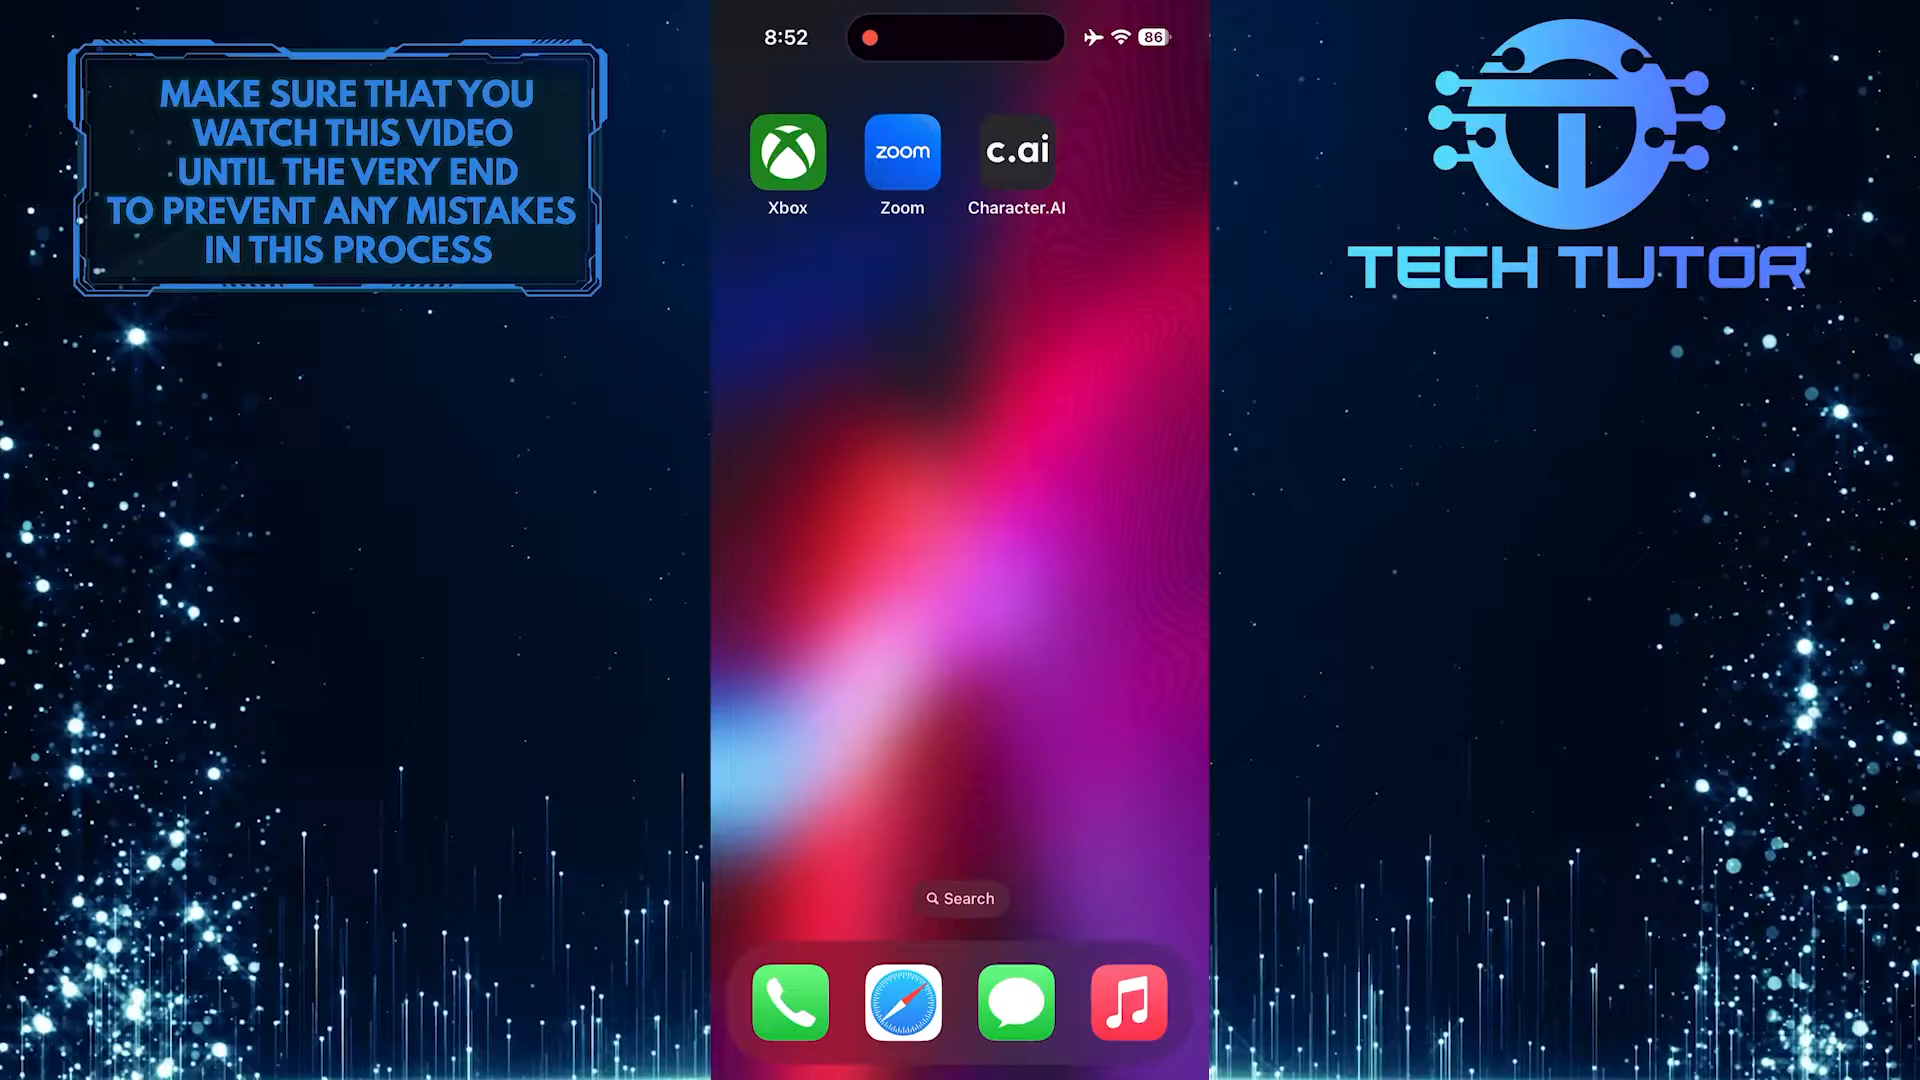 MAKE SURE THAT YOU
WATCH THIS VIDEO
UNTIL THE VERY END
TO PREVENT ANY MISTAKES
IN THIS PROCESS
8:52
86
Xbox
zoom
Zoom
c.ai
Character.AI
Search
TECH TUTOR